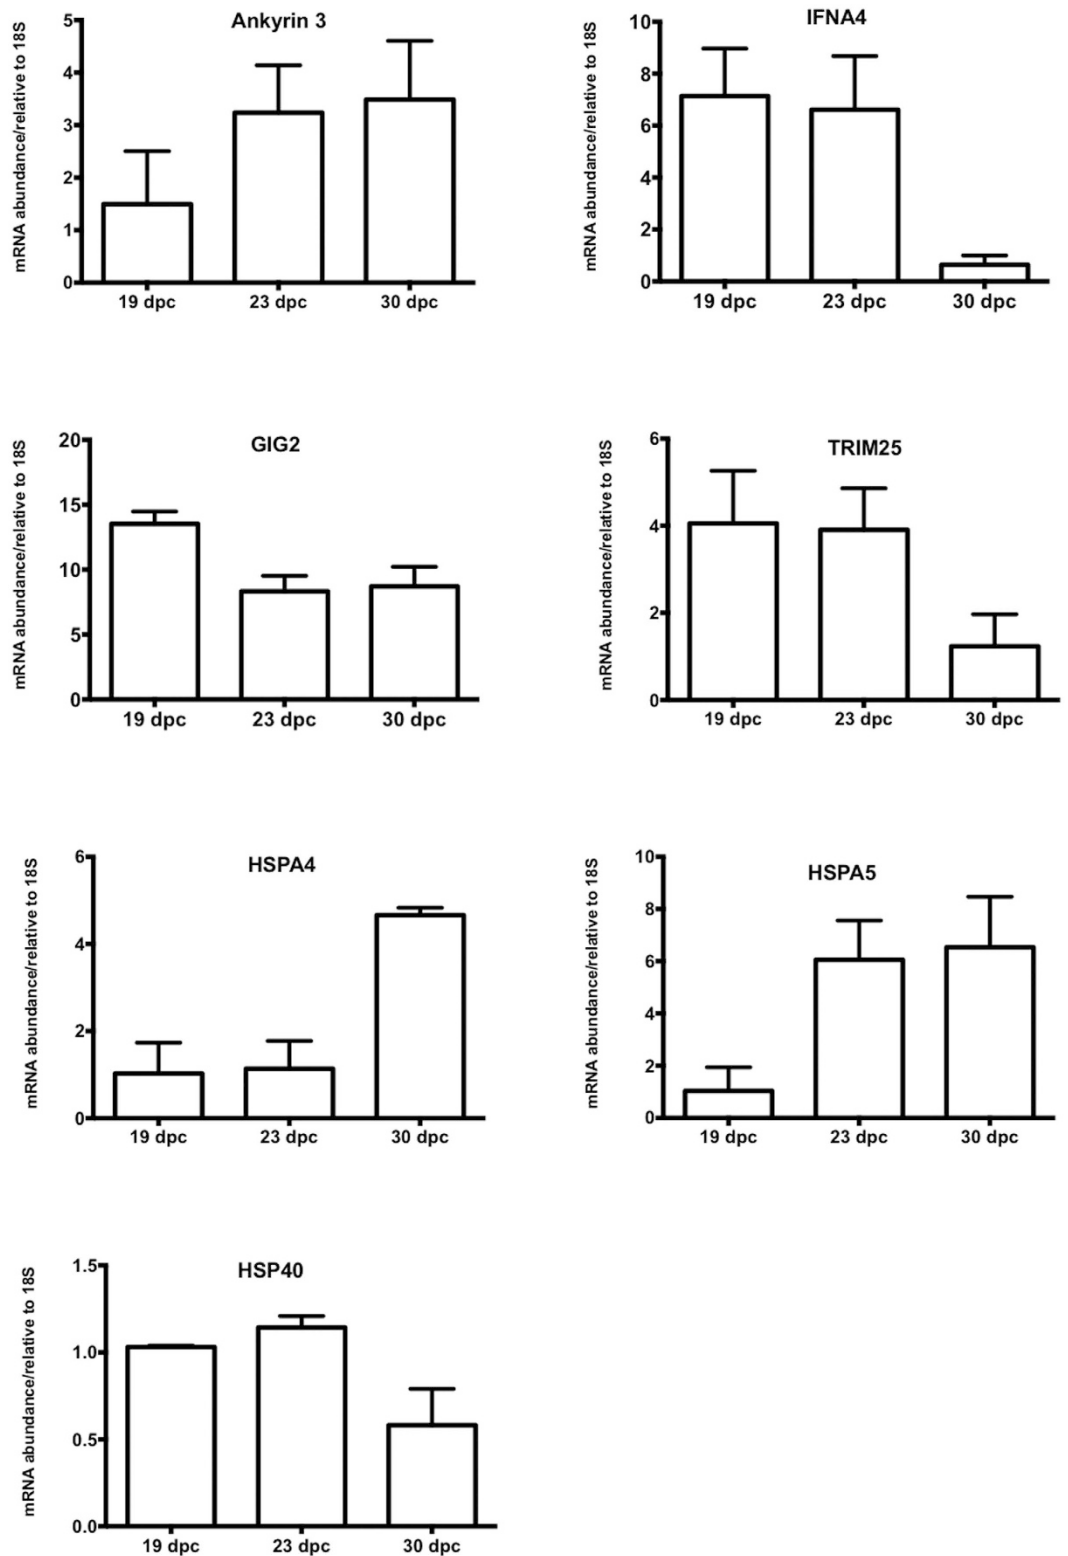 Ankyrin 3
mRNA abundance/relative to 18S
5
4
3
2
1
0
19 dpc 23 dpc 30 dpc
IFNA4
mRNA abundance/relative to 18S
10
8
6
4
2
0
19 dpc 23 dpc 30 dpc
GIG2
mRNA abundance/relative to 18S
20
15
10
5
0
19 dpc 23 dpc 30 dpc
TRIM25
mRNA abundance/relative to 18S
6
4
2
0
19 dpc 23 dpc 30 dpc
HSPA4
mRNA abundance/relative to 18S
6
4
2
0
19 dpc 23 dpc 30 dpc
HSPA5
mRNA abundance/relative to 18S
10
8
6
4
2
0
19 dpc 23 dpc 30 dpc
HSP40
mRNA abundance/relative to 18S
1.5
1.0
0.5
0.0
19 dpc 23 dpc 30 dpc